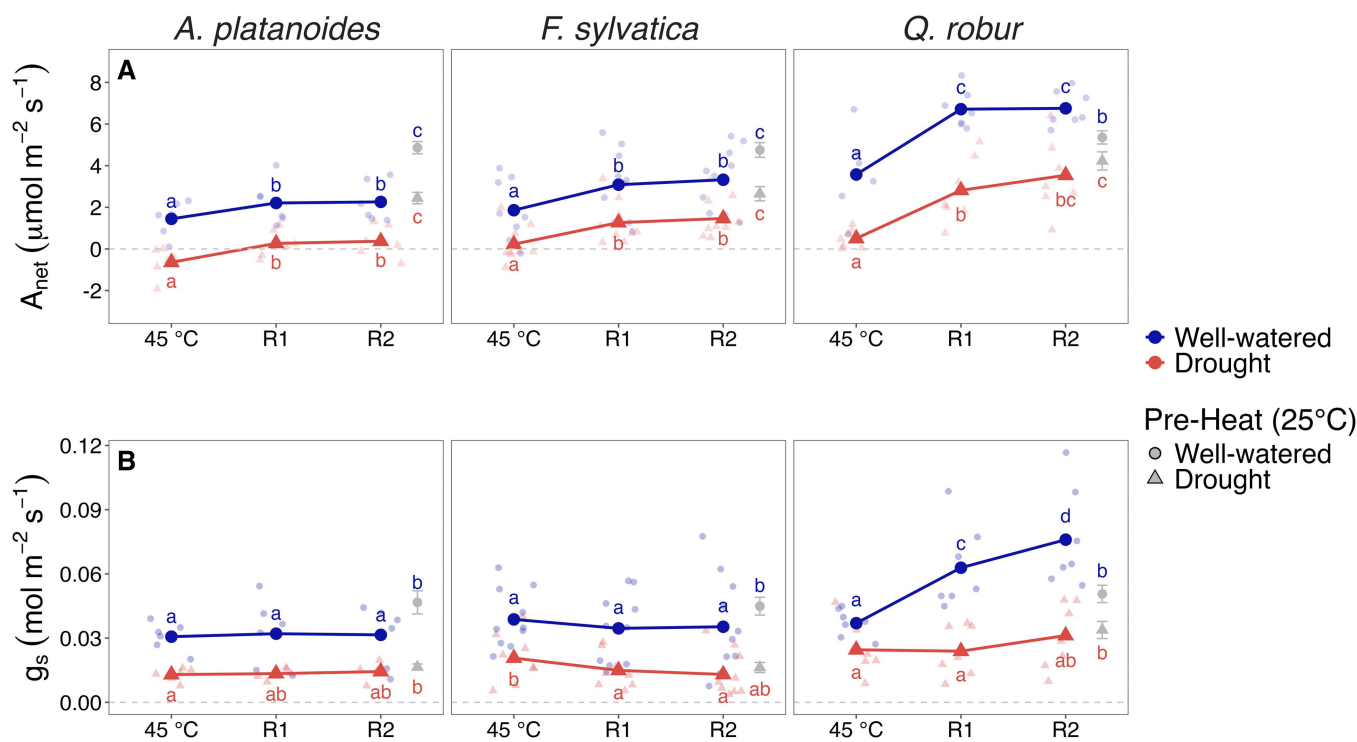 A. platanoides F. sylvatica Q. robur
A
Anet (μmol m−2 s−1)
8
6
4
2
0
-2
a b b c
a b b c
a b b c
a b b c
a c c b
a b bc c
45 °C R1 R2 45 °C R1 R2 45 °C R1 R2
Well-watered
Drought
Pre-Heat (25°C)
Well-watered
Drought
B
gs (mol m−2 s−1)
0.12
0.09
0.06
0.03
0.00
a a a b
a ab ab b
a a a b
b a a ab
a c d b
a a ab b
45 °C R1 R2 45 °C R1 R2 45 °C R1 R2